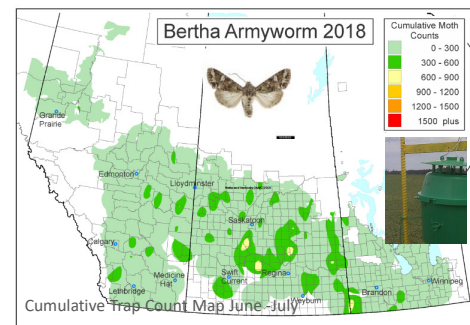 Bertha Armyworm 2018
Cumulative Moth
Counts
0 - 300
300 - 600
600 - 900
900 - 1200
1200 - 1500
1500 plus
Grande
Prairie
Edmonton
Lloydminster
Saskatoon
Calgary
Medicine
Hat
Swift
Current
Regina
Lethbridge
Weyburn
Brandon
Winnipeg
Cumulative Trap Count Map June -July